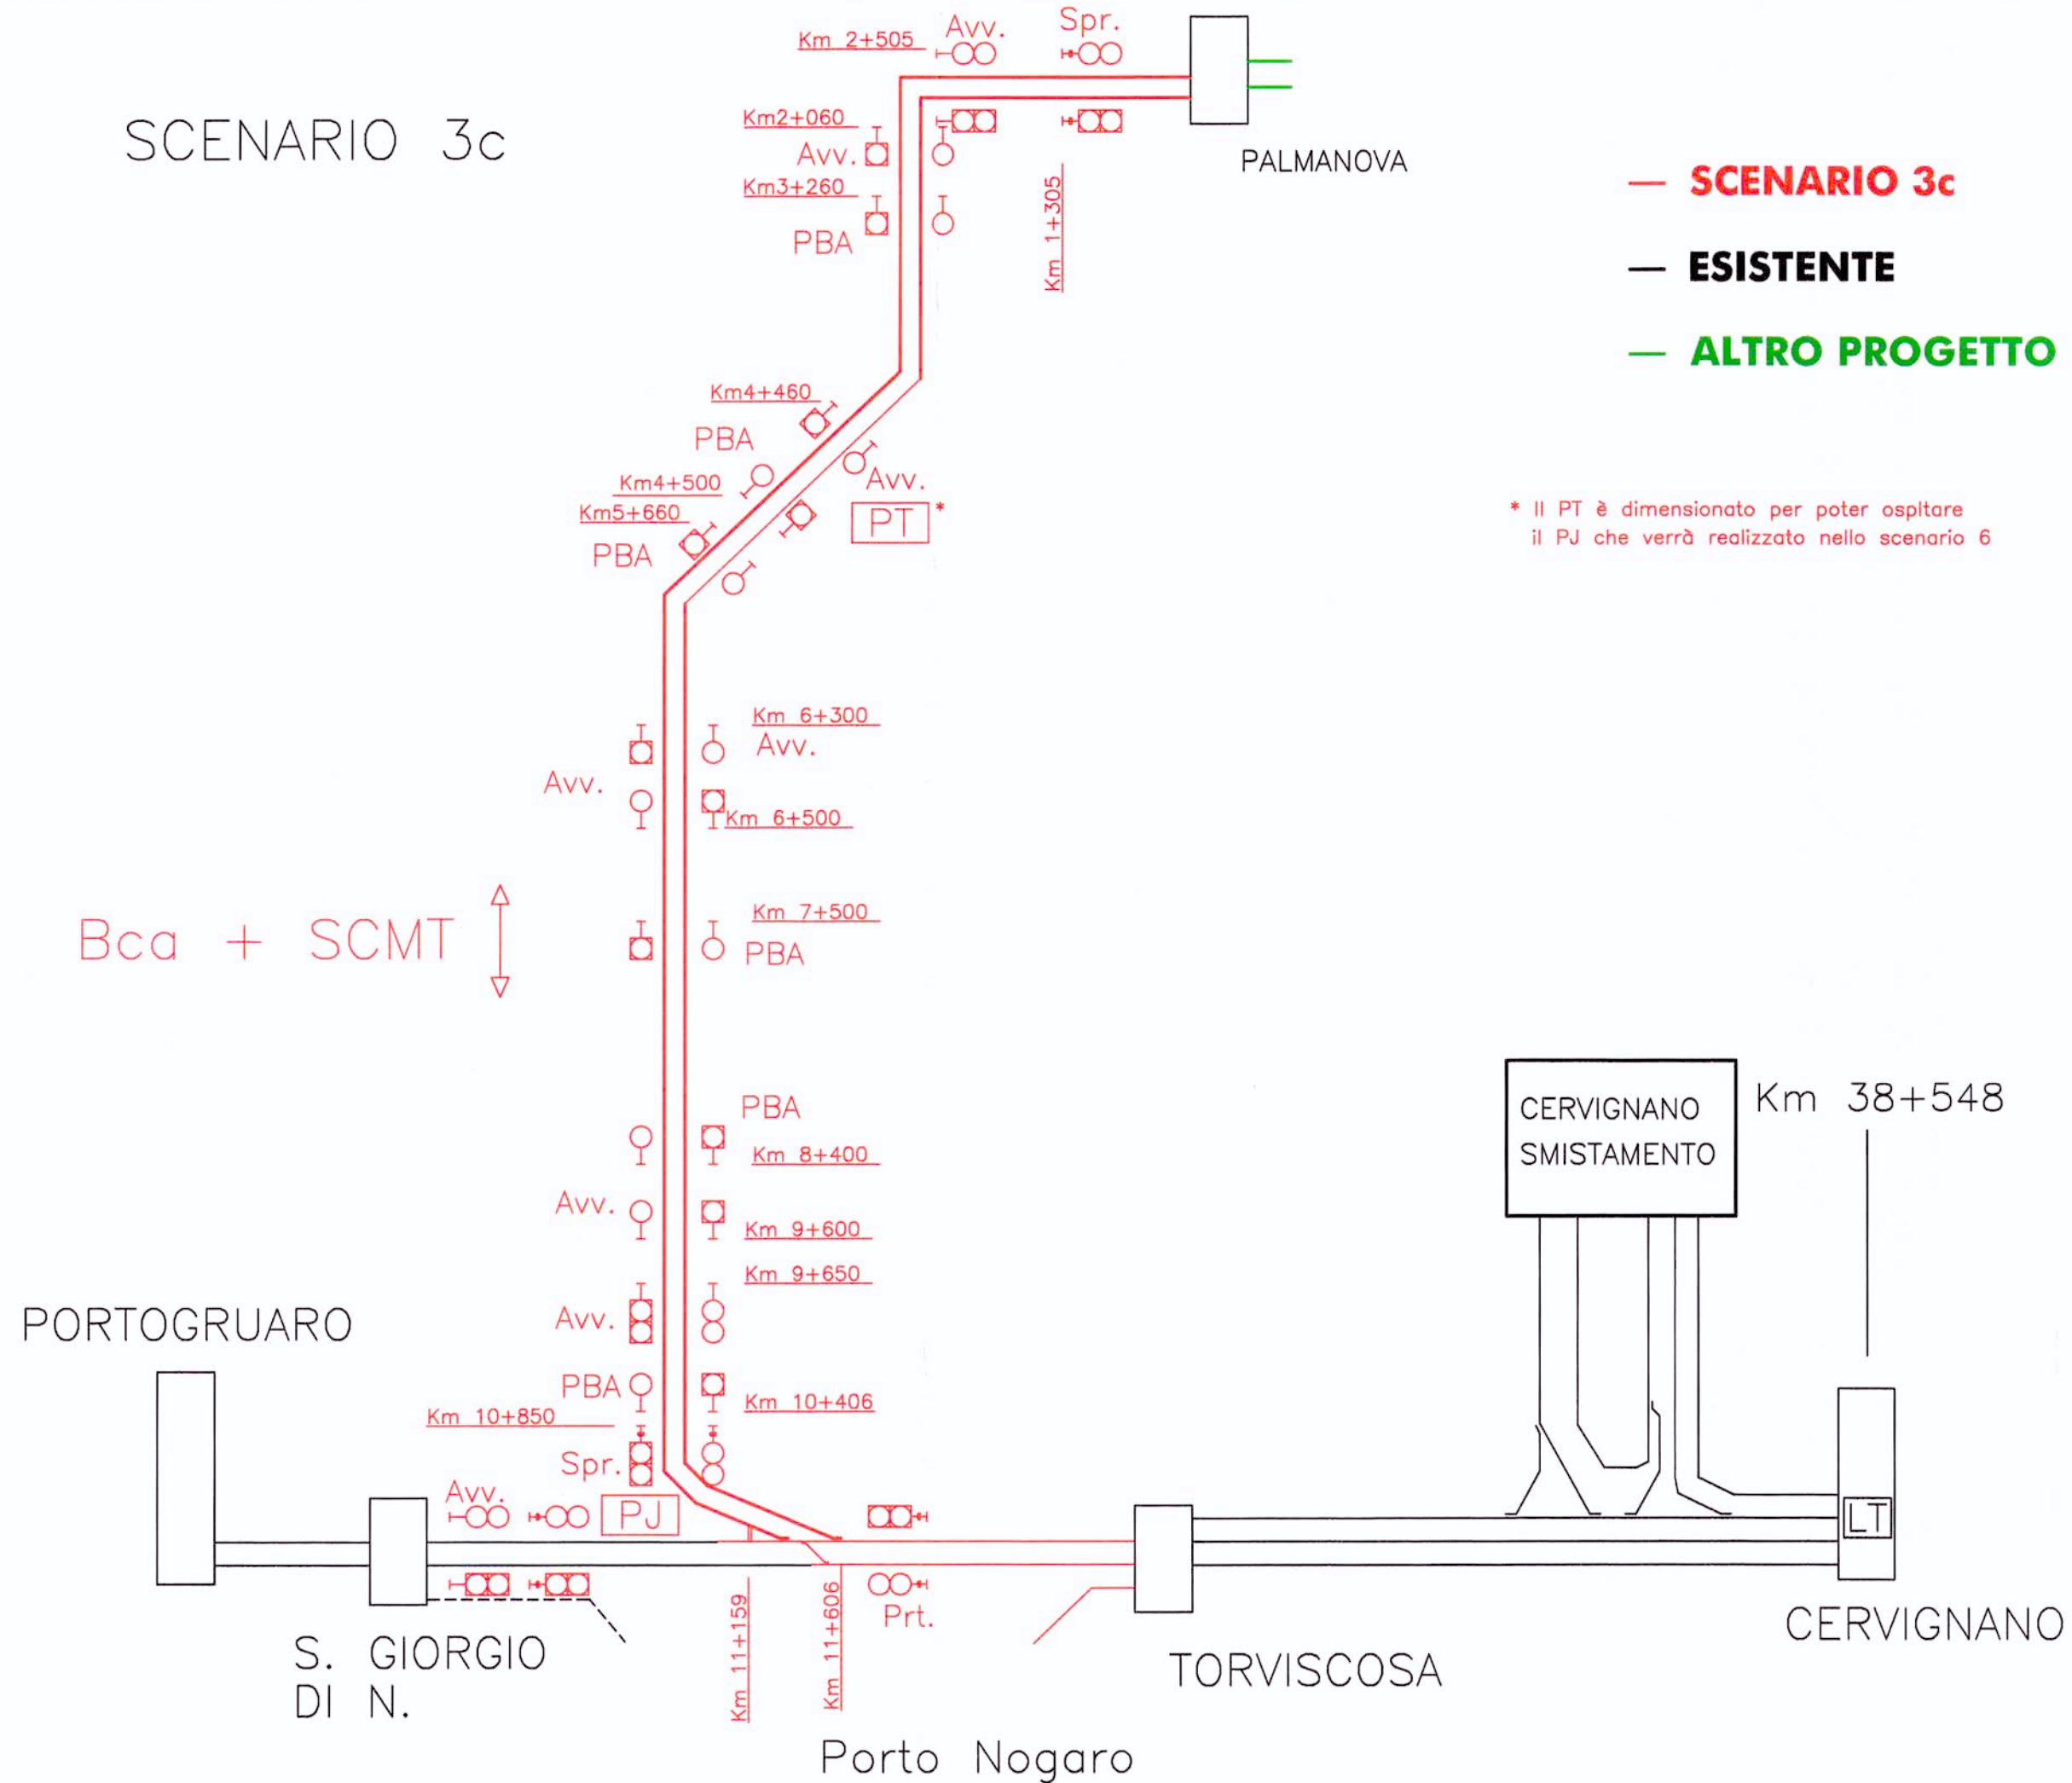 SCENARIO 3c
Km 2+505
Avv.
Spr.
Km2+060
Avv.
Km3+260
PBA
Km 1+305
PALMANOVA
SCENARIO 3c
ESISTENTE
ALTRO PROGETTO
Km4+460
PBA
Km4+500
Avv.
Km5+660
PT *
PBA
* Il PT è dimensionato per poter ospitare
il PJ che verrà realizzato nello scenario 6
Km 6+300
Avv.
Avv.
Km 6+500
Bca + SCMT
Km 7+500
PBA
PBA
Km 8+400
Avv.
Km 9+600
Km 9+650
Avv.
PBA
Km 10+406
Km 10+850
Spr.
Avv.
PJ
PORTOGRUARO
CERVIGNANO
SMISTAMENTO
Km 38+548
LT
Prt.
Km 11+159
Km 11+606
S. GIORGIO
DI N.
TORVISCOSA
CERVIGNANO
Porto Nogaro